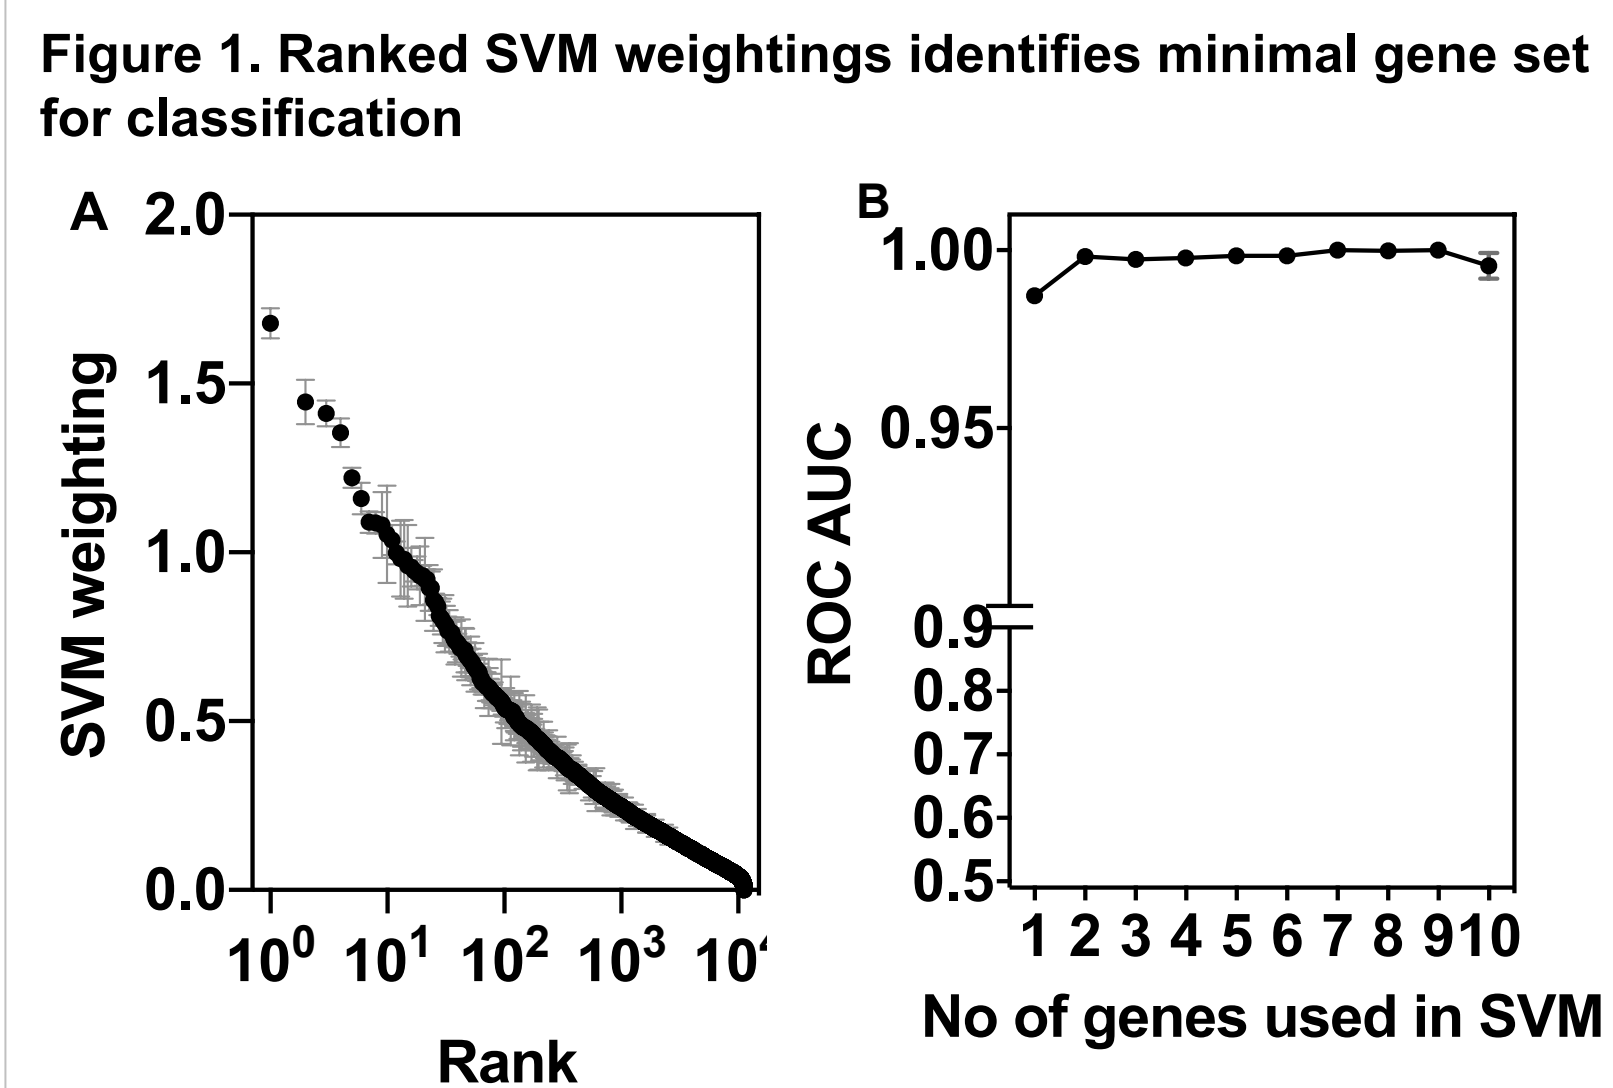 Figure 1. Ranked SVM weightings identifies minimal gene set
for classification
A
2.0
1.5
1.0
0.5
0.0
SVM weighting
10⁰ 10¹ 10² 10³ 10
Rank
B
1.00
0.95
0.9
0.8
0.7
0.6
0.5
ROC AUC
1 2 3 4 5 6 7 8 9 10
No of genes used in SVM